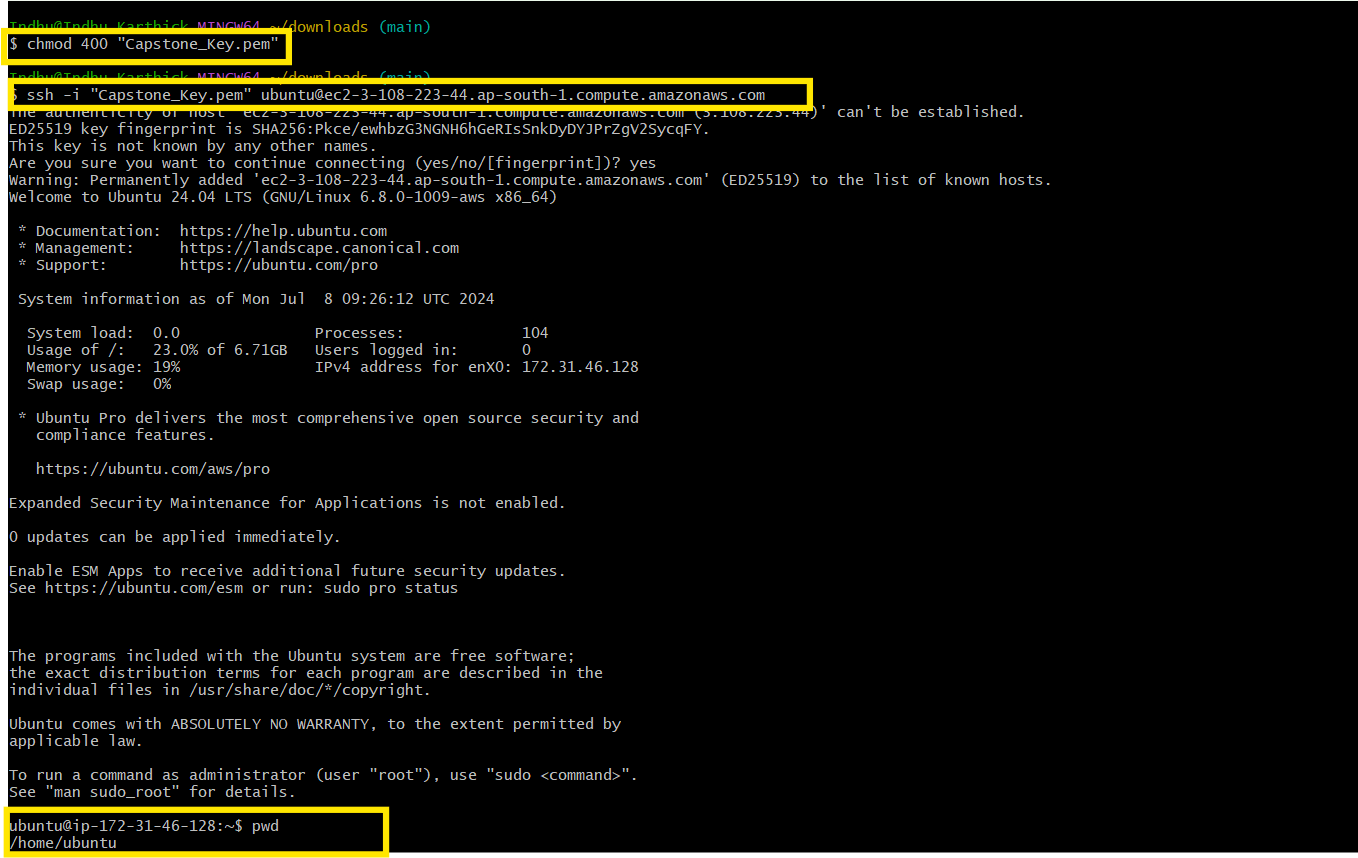 Indhu@Indhu_Karthick MINGW64 ~/downloads (main)
$ chmod 400 "Capstone_Key.pem"
Indhu@Indhu_Karthick MINGW64 ~/downloads (main)
$ ssh -i "Capstone_Key.pem" ubuntu@ec2-3-108-223-44.ap-south-1.compute.amazonaws.com
The authenticity of host 'ec2-3-108-223-44.ap-south-1.compute.amazonaws.com (3.108.223.44)' can't be established.
ED25519 key fingerprint is SHA256:Pkce/ewhbzG3NGNH6hGeRIsSnkDyDYJPrZgV2SycqFY.
This key is not known by any other names.
Are you sure you want to continue connecting (yes/no/[fingerprint])? yes
Warning: Permanently added 'ec2-3-108-223-44.ap-south-1.compute.amazonaws.com' (ED25519) to the list of known hosts.
Welcome to Ubuntu 24.04 LTS (GNU/Linux 6.8.0-1009-aws x86_64)
* Documentation:  https://help.ubuntu.com
* Management:     https://landscape.canonical.com
* Support:        https://ubuntu.com/pro
System information as of Mon Jul  8 09:26:12 UTC 2024
System load:  0.0               Processes:             104
Usage of /:   23.0% of 6.71GB   Users logged in:       0
Memory usage: 19%               IPv4 address for enX0: 172.31.46.128
Swap usage:   0%
* Ubuntu Pro delivers the most comprehensive open source security and
compliance features.
https://ubuntu.com/aws/pro
Expanded Security Maintenance for Applications is not enabled.
0 updates can be applied immediately.
Enable ESM Apps to receive additional future security updates.
See https://ubuntu.com/esm or run: sudo pro status
The programs included with the Ubuntu system are free software;
the exact distribution terms for each program are described in the
individual files in /usr/share/doc/*/copyright.
Ubuntu comes with ABSOLUTELY NO WARRANTY, to the extent permitted by
applicable law.
To run a command as administrator (user "root"), use "sudo <command>".
See "man sudo_root" for details.
ubuntu@ip-172-31-46-128:~$ pwd
/home/ubuntu